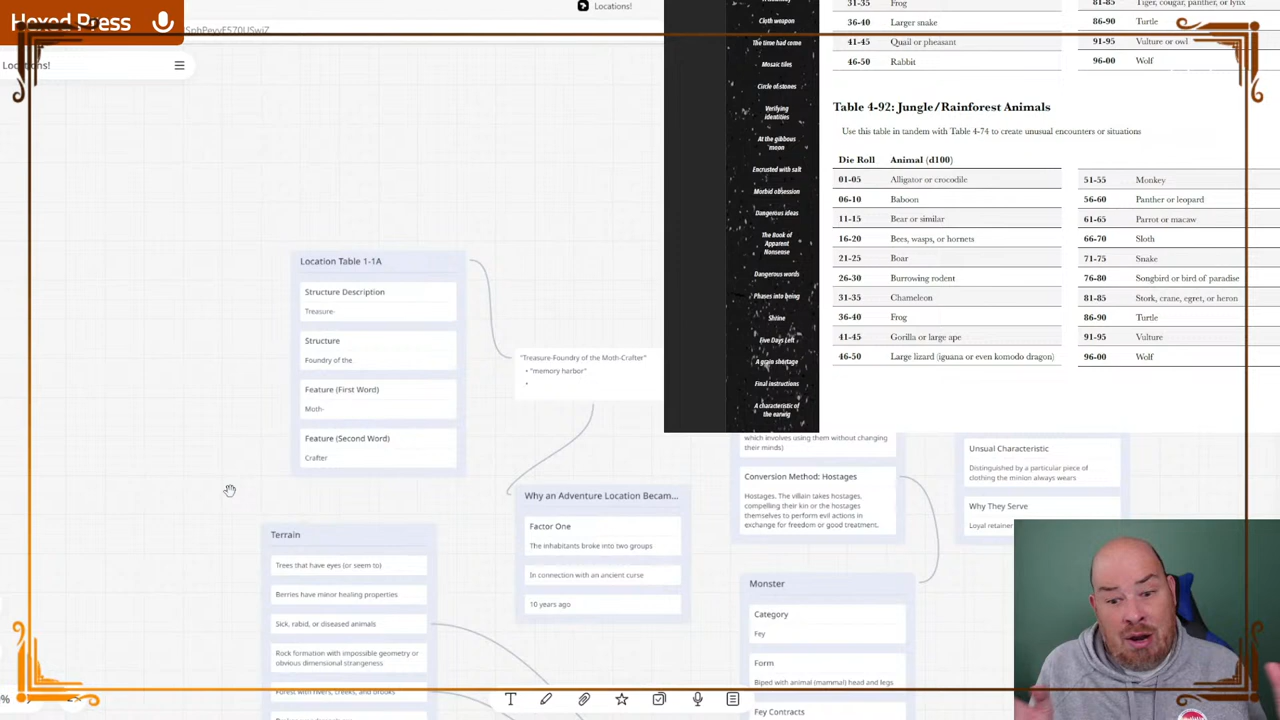 Hexed Press
Locations!
Locations!
Location Table 1-1A
Structure Description
Treasure-
Structure
Foundry of the
Feature (First Word)
Moth-
Feature (Second Word)
Crafter
"Treasure-Foundry of the Moth-Crafter"
• "memory harbor"
•
Terrain
Trees that have eyes (or seem to)
Berries have minor healing properties
Sick, rabid, or diseased animals
Rock formation with impossible geometry or
obvious dimensional strangeness
Forest with rivers, creeks, and brooks
Why an Adventure Location Becam...
Factor One
The inhabitants broke into two groups
In connection with an ancient curse
10 years ago
which involves using them without changing
their minds)
Conversion Method: Hostages
Hostages. The villain takes hostages,
compelling their kin or the hostages
themselves to perform evil actions in
exchange for freedom or good treatment.
Monster
Category
Fey
Form
Biped with animal (mammal) head and legs
Fey Contracts
Unsual Characteristic
Distinguished by a particular piece of
clothing the minion always wears
Why They Serve
Loyal retainer
Cloth weapon
The time had come
Mosaic tiles
Circle of stones
Verifying
identities
At the gibbous
moon
Encrusted with salt
Morbid obsession
Dangerous ideas
The Book of
Apparent
Nonsense
Dangerous words
Phases into being
Shrine
Five Days Left
A grain shortage
Final instructions
A characteristic of
the earwig
31-35 Frog
36-40 Larger snake
41-45 Quail or pheasant
46-50 Rabbit
81-85 Tiger, cougar, panther, or lynx
86-90 Turtle
91-95 Vulture or owl
96-00 Wolf
Table 4-92: Jungle/Rainforest Animals
Use this table in tandem with Table 4-74 to create unusual encounters or situations
Die Roll Animal (d100)
01-05 Alligator or crocodile
06-10 Baboon
11-15 Bear or similar
16-20 Bees, wasps, or hornets
21-25 Boar
26-30 Burrowing rodent
31-35 Chameleon
36-40 Frog
41-45 Gorilla or large ape
46-50 Large lizard (iguana or even komodo dragon)
51-55 Monkey
56-60 Panther or leopard
61-65 Parrot or macaw
66-70 Sloth
71-75 Snake
76-80 Songbird or bird of paradise
81-85 Stork, crane, egret, or heron
86-90 Turtle
91-95 Vulture
96-00 Wolf